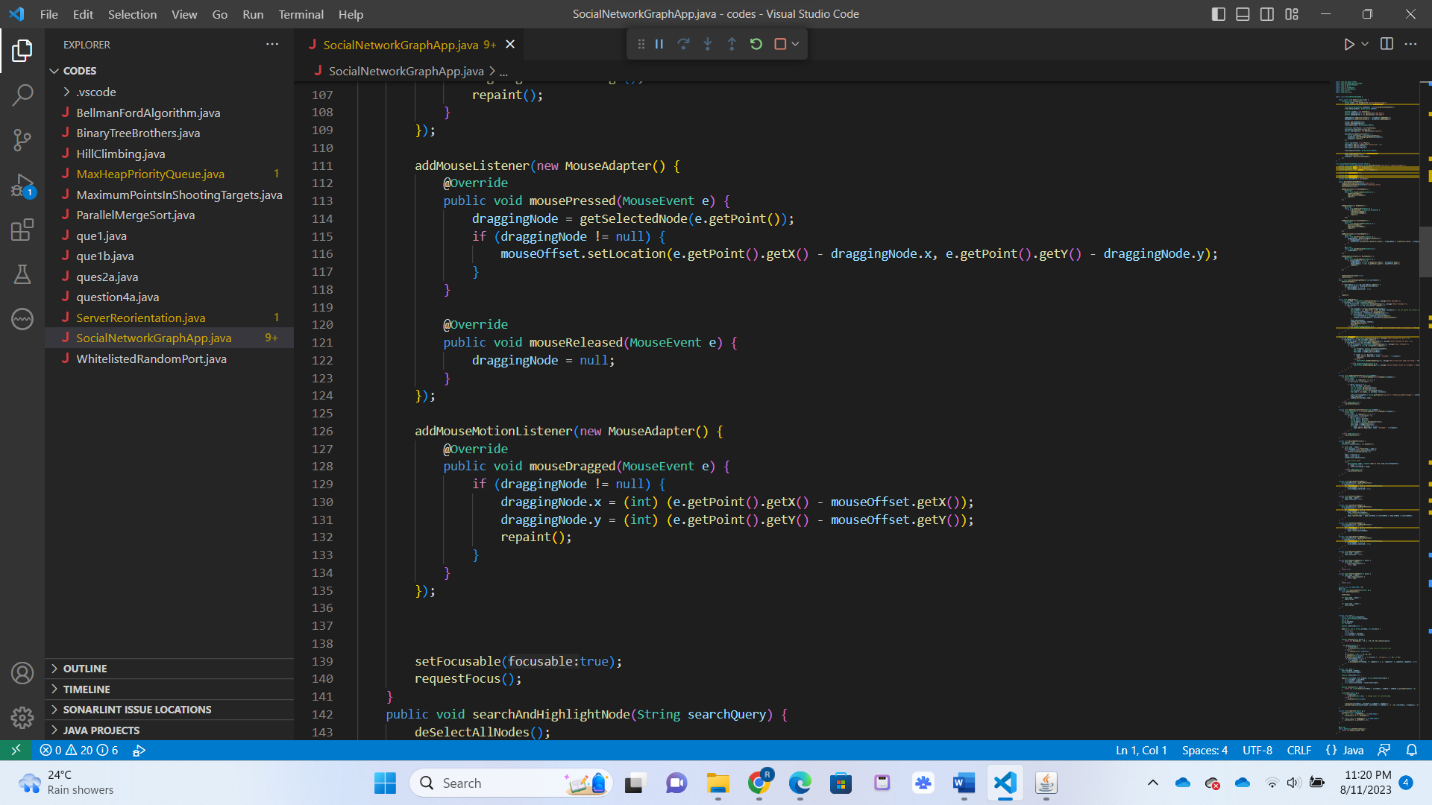 File Edit Selection View Go Run Terminal Help
SocialNetworkGraphApp.java - codes - Visual Studio Code
EXPLORER
CODES
.vscode
BellmanFordAlgorithm.java
BinaryTreeBrothers.java
HillClimbing.java
MaxHeapPriorityQueue.java 1
MaximumPointsInShootingTargets.java
ParallelMergeSort.java
que1.java
que1b.java
ques2a.java
question4a.java
ServerReorientation.java 1
SocialNetworkGraphApp.java 9+
WhitelistedRandomPort.java
OUTLINE
TIMELINE
SONARLINT ISSUE LOCATIONS
JAVA PROJECTS
1
SocialNetworkGraphApp.java 9+
SocialNetworkGraphApp.java > ...
107 repaint();
108 }
109 });
110
111 addMouseListener(new MouseAdapter() {
112 @Override
113 public void mousePressed(MouseEvent e) {
114 draggingNode = getSelectedNode(e.getPoint());
115 if (draggingNode != null) {
116 mouseOffset.setLocation(e.getPoint().getX() - draggingNode.x, e.getPoint().getY() - draggingNode.y);
117 }
118 }
119
120 @Override
121 public void mouseReleased(MouseEvent e) {
122 draggingNode = null;
123 }
124 });
125
126 addMouseMotionListener(new MouseAdapter() {
127 @Override
128 public void mouseDragged(MouseEvent e) {
129 if (draggingNode != null) {
130 draggingNode.x = (int) (e.getPoint().getX() - mouseOffset.getX());
131 draggingNode.y = (int) (e.getPoint().getY() - mouseOffset.getY());
132 repaint();
133 }
134 }
135 });
136
137
138
139 setFocusable(focusable:true);
140 requestFocus();
141 }
142 public void searchAndHighlightNode(String searchQuery) {
143 deSelectAllNodes();
0 20 6
Ln 1, Col 1 Spaces: 4 UTF-8 CRLF {} Java
24°C
Rain showers
Search
R
11:20 PM
8/11/2023
4